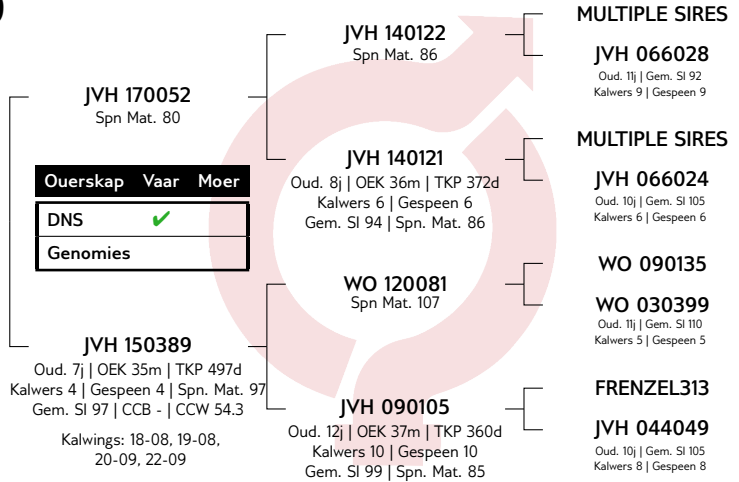 JVH 170052
Spn Mat. 80
Ouerskap Vaar Moer
DNS ✔
Genomies
JVH 150389
Oud. 7j | OEK 35m | TKP 497d
Kalwers 4 | Gespeen 4 | Spn. Mat. 97
Gem. SI 97 | CCB - | CCW 54.3
Kalwings: 18-08, 19-08,
20-09, 22-09
JVH 140122
Spn Mat. 86
JVH 140121
Oud. 8j | OEK 36m | TKP 372d
Kalwers 6 | Gespeen 6
Gem. SI 94 | Spn. Mat. 86
WO 120081
Spn Mat. 107
JVH 090105
Oud. 12j | OEK 37m | TKP 360d
Kalwers 10 | Gespeen 10
Gem. SI 99 | Spn. Mat. 85
MULTIPLE SIRES
JVH 066028
Oud. 11j | Gem. SI 92
Kalwers 9 | Gespeen 9
MULTIPLE SIRES
JVH 066024
Oud. 10j | Gem. SI 105
Kalwers 6 | Gespeen 6
WO 090135
WO 030399
Oud. 11j | Gem. SI 110
Kalwers 5 | Gespeen 5
FRENZEL313
JVH 044049
Oud. 10j | Gem. SI 105
Kalwers 8 | Gespeen 8